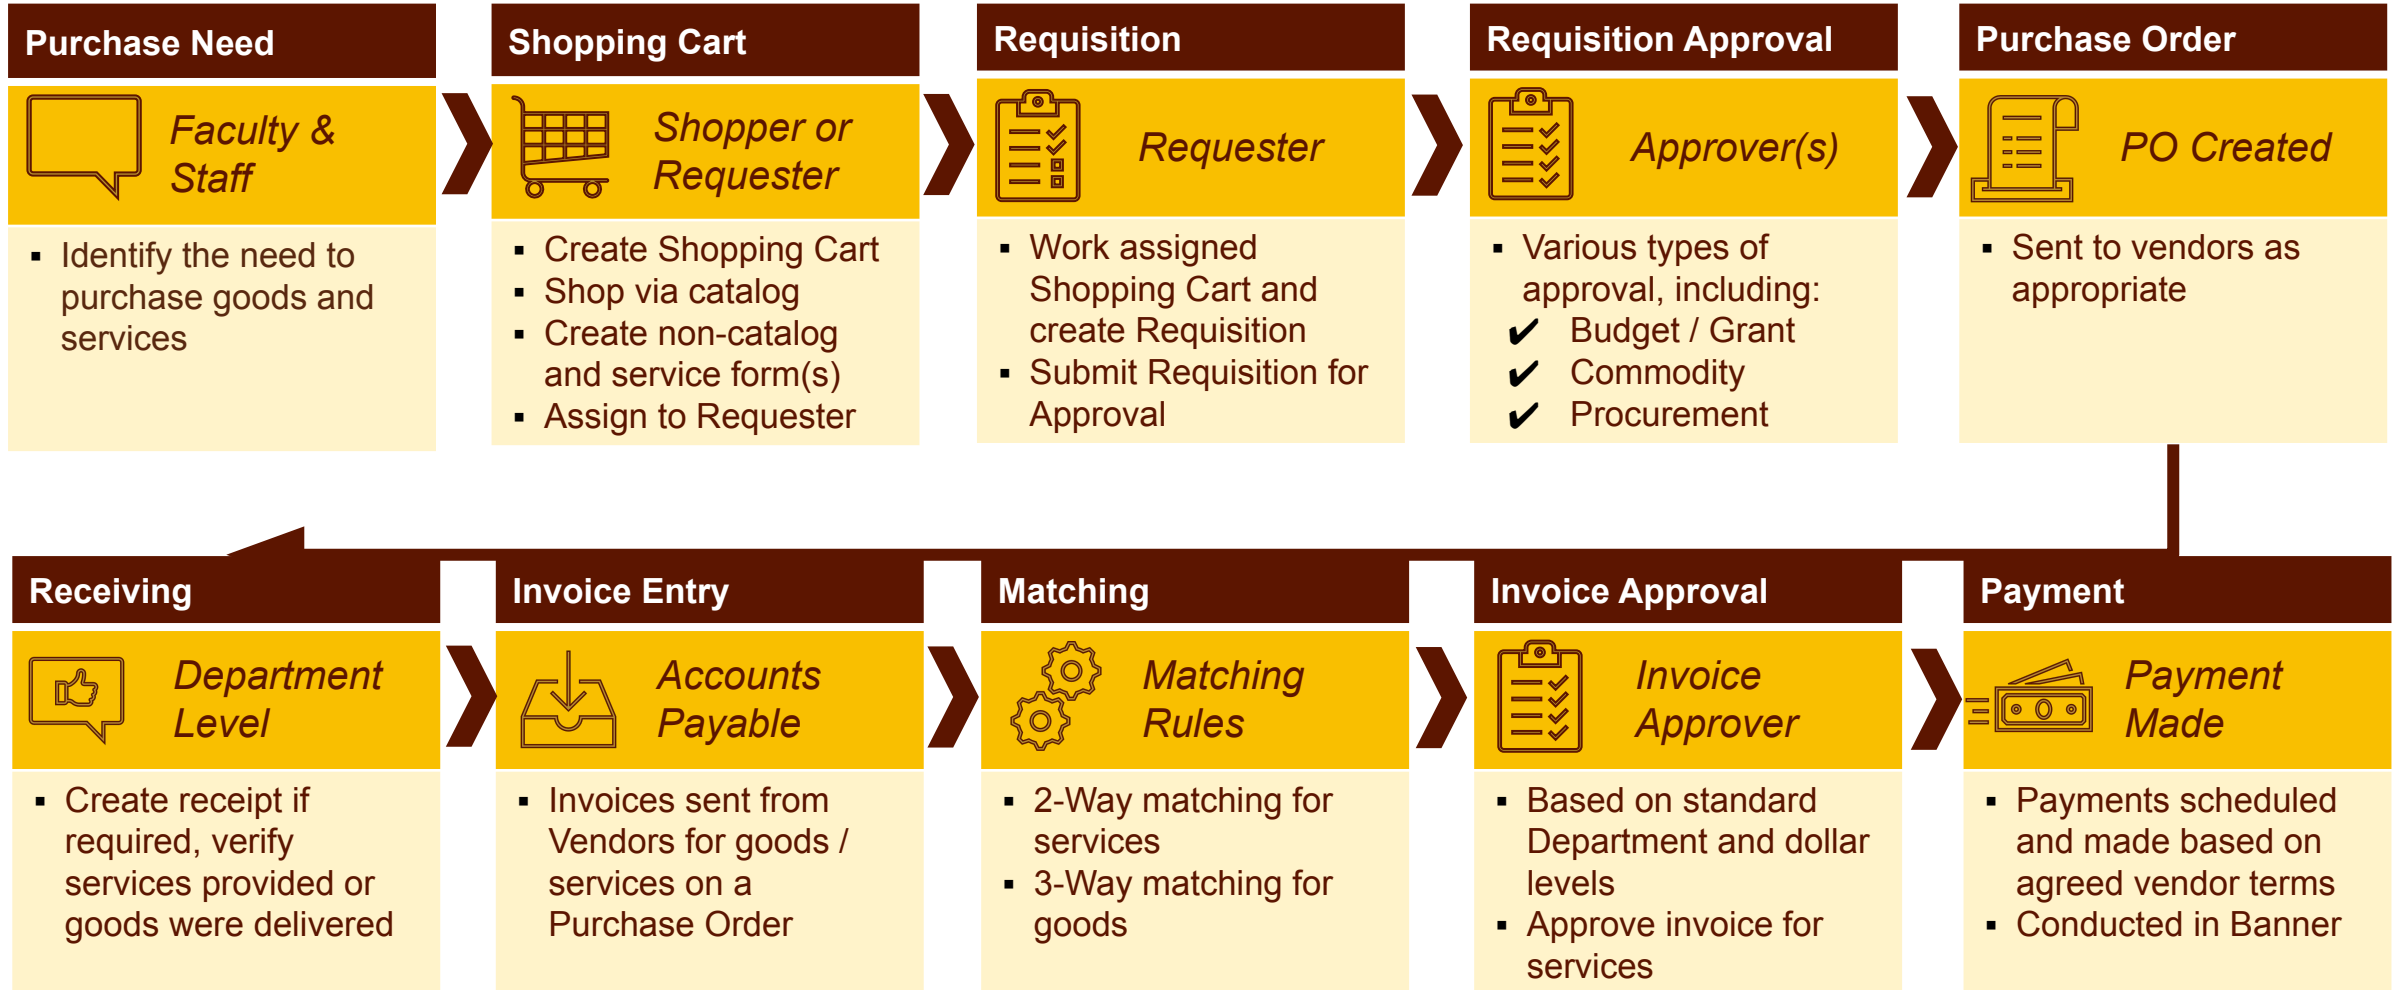 Purchase Need
Faculty &
Staff
▪ Identify the need to
purchase goods and
services
Shopping Cart
Shopper or
Requester
▪ Create Shopping Cart
▪ Shop via catalog
▪ Create non-catalog
and service form(s)
▪ Assign to Requester
Requisition
Requester
▪ Work assigned
Shopping Cart and
create Requisition
▪ Submit Requisition for
Approval
Requisition Approval
Approver(s)
▪ Various types of
approval, including:
✔ Budget / Grant
✔ Commodity
✔ Procurement
Purchase Order
PO Created
▪ Sent to vendors as
appropriate
Receiving
Department
Level
▪ Create receipt if
required, verify
services provided or
goods were delivered
Invoice Entry
Accounts
Payable
▪ Invoices sent from
Vendors for goods /
services on a
Purchase Order
Matching
Matching
Rules
▪ 2-Way matching for
services
▪ 3-Way matching for
goods
Invoice Approval
Invoice
Approver
▪ Based on standard
Department and dollar
levels
▪ Approve invoice for
services
Payment
Payment
Made
▪ Payments scheduled
and made based on
agreed vendor terms
▪ Conducted in Banner